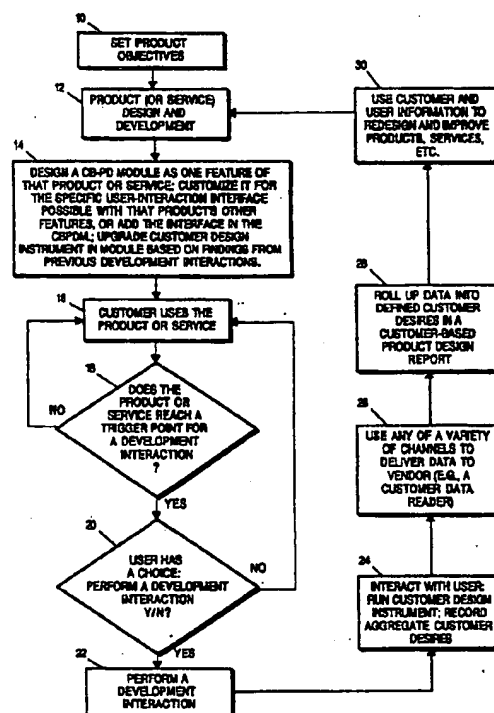 10
SET PRODUCT
OBJECTIVES
12
PRODUCT (OR SERVICE)
DESIGN AND
DEVELOPMENT
14
DESIGN A CB-PD MODULE AS ONE FEATURE OF
THAT PRODUCT OR SERVICE; CUSTOMIZE IT FOR
THE SPECIFIC USER-INTERACTION INTERFACE
POSSIBLE WITH THAT PRODUCT'S OTHER
FEATURES, OR ADD THE INTERFACE IN THE
CBPDM; UPGRADE CUSTOMER DESIGN
INSTRUMENT IN MODULE BASED ON FINDINGS FROM
PREVIOUS DEVELOPMENT INTERACTIONS.
16
CUSTOMER USES THE
PRODUCT OR SERVICE
18
DOES THE
PRODUCT OR
SERVICE REACH A
TRIGGER POINT FOR
A DEVELOPMENT
INTERACTION
?
NO
YES
20
USER HAS
A CHOICE:
PERFORM A DEVELOPMENT
INTERACTION
Y/N?
NO
YES
22
PERFORM A
DEVELOPMENT
INTERACTION
24
INTERACT WITH USER;
RUN CUSTOMER DESIGN
INSTRUMENT; RECORD
AGGREGATE CUSTOMER
DESIRES
26
USE ANY OF A VARIETY
OF CHANNELS TO
DELIVER DATA TO
VENDOR (E.G., A
CUSTOMER DATA
READER)
28
ROLL UP DATA INTO
DEFINED CUSTOMER
DESIRES IN A
CUSTOMER-BASED
PRODUCT DESIGN
REPORT
30
USE CUSTOMER AND
USER INFORMATION TO
REDESIGN AND IMPROVE
PRODUCTS, SERVICES,
ETC.